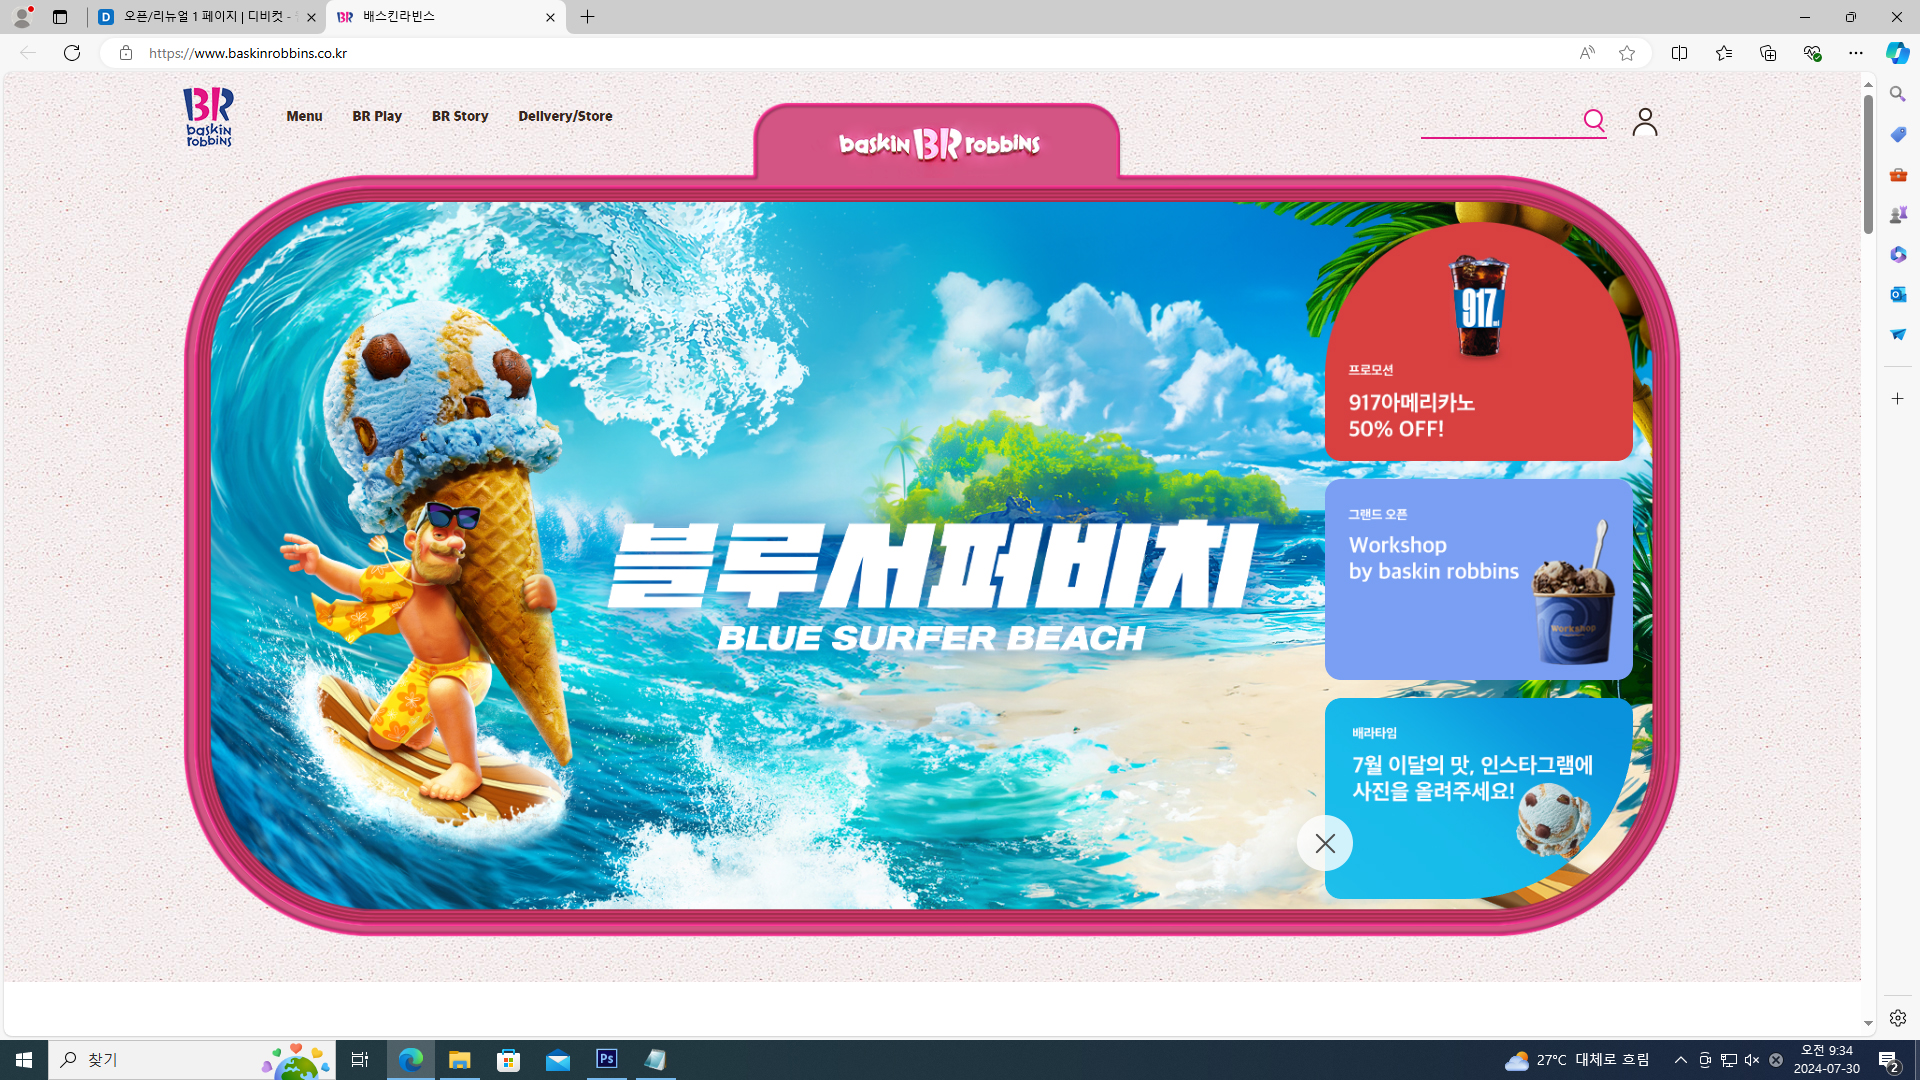 오픈/리뉴얼 1 페이지 | 디비컷 -
배스킨라빈스
https://www.baskinrobbins.co.kr
BR
baskin
robbins
Menu
BR Play
BR Story
Delivery/Store
baskin BR robbins
917
프로모션
917아메리카노
50% OFF!
그랜드 오픈
Workshop
by baskin robbins
Workshop
블루서퍼비치
BLUE SURFER BEACH
배라타임
7월 이달의 맛, 인스타그램에
사진을 올려주세요!
찾기
Ps
27°C 대체로 흐림
오전 9:34
2024-07-30
2